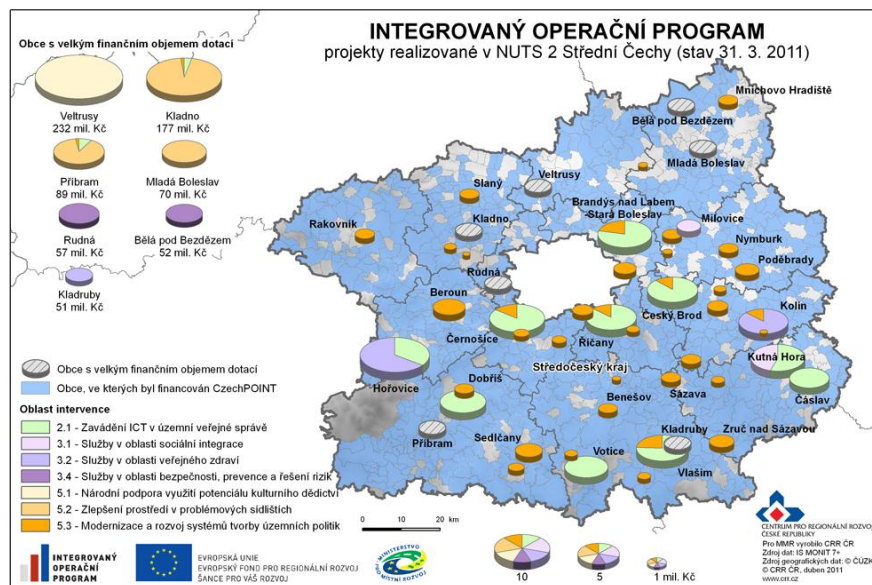 INTEGROVANÝ OPERAČNÍ PROGRAM
projekty realizované v NUTS 2 Střední Čechy (stav 31. 3. 2011)
Obce s velkým finančním objemem dotací
Veltrusy
232 mil. Kč
Kladno
177 mil. Kč
Příbram
89 mil. Kč
Mladá Boleslav
70 mil. Kč
Rudná
57 mil. Kč
Bělá pod Bezdězem
52 mil. Kč
Kladruby
51 mil. Kč
Mnichovo Hradiště
Bělá pod Bezdězem
Mladá Boleslav
Slaný
Veltrusy
Brandýs nad Labem
-Stará Boleslav
Milovice
Rakovník
Kladno
Nymburk
Poděbrady
Rudná
Beroun
Český Brod
Kolín
Černošice
Říčany
Kutná Hora
Hořovice
Středočeský kraj
Čáslav
Dobříš
Benešov
Sázava
Příbram
Sedlčany
Kladruby
Zruč nad Sázavou
Votice
Vlašim
Obce s velkým finančním objemem dotací
Obce, ve kterých byl financován CzechPOINT
Oblast intervence
2.1 - Zavádění ICT v územní veřejné správě
3.1 - Služby v oblasti sociální integrace
3.2 - Služby v oblasti veřejného zdraví
3.4 - Služby v oblasti bezpečnosti, prevence a řešení rizik
5.1 - Národní podpora využití potenciálu kulturního dědictví
5.2 - Zlepšení prostředí v problémových sídlištích
5.3 - Modernizace a rozvoj systémů tvorby územních politik
0 10 20 km
10
5
1 mil. Kč
INTEGROVANÝ
OPERAČNÍ
PROGRAM
EVROPSKÁ UNIE
EVROPSKÝ FOND PRO REGIONÁLNÍ ROZVOJ
ŠANCE PRO VÁŠ ROZVOJ
MINISTERSTVO
PRO MÍSTNÍ ROZVOJ
CENTRUM PRO REGIONÁLNÍ ROZVOJ
ČESKÉ REPUBLIKY
Pro MMR vyrobilo CRR ČR
Zdroj dat: IS MONIT 7+
Zdroj geografických dat: © ČÚZK
© CRR ČR, duben 2011
www.crr.cz